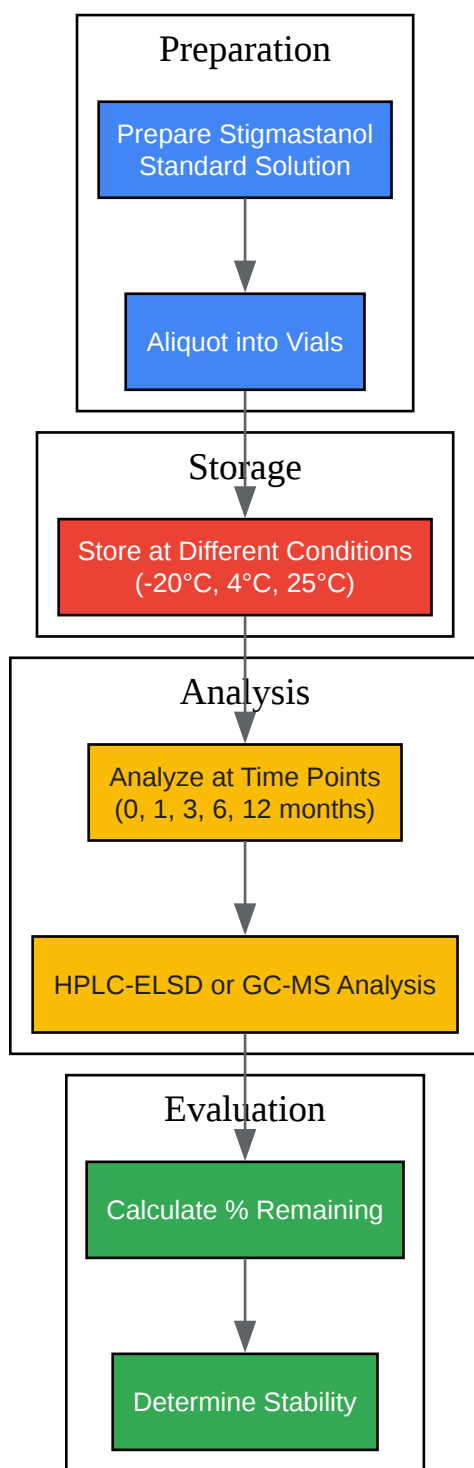 Preparation
Prepare Stigmastanol
Standard Solution
Aliquot into Vials
Storage
Store at Different Conditions
(-20°C, 4°C, 25°C)
Analysis
Analyze at Time Points
(0, 1, 3, 6, 12 months)
HPLC-ELSD or GC-MS Analysis
Evaluation
Calculate % Remaining
Determine Stability